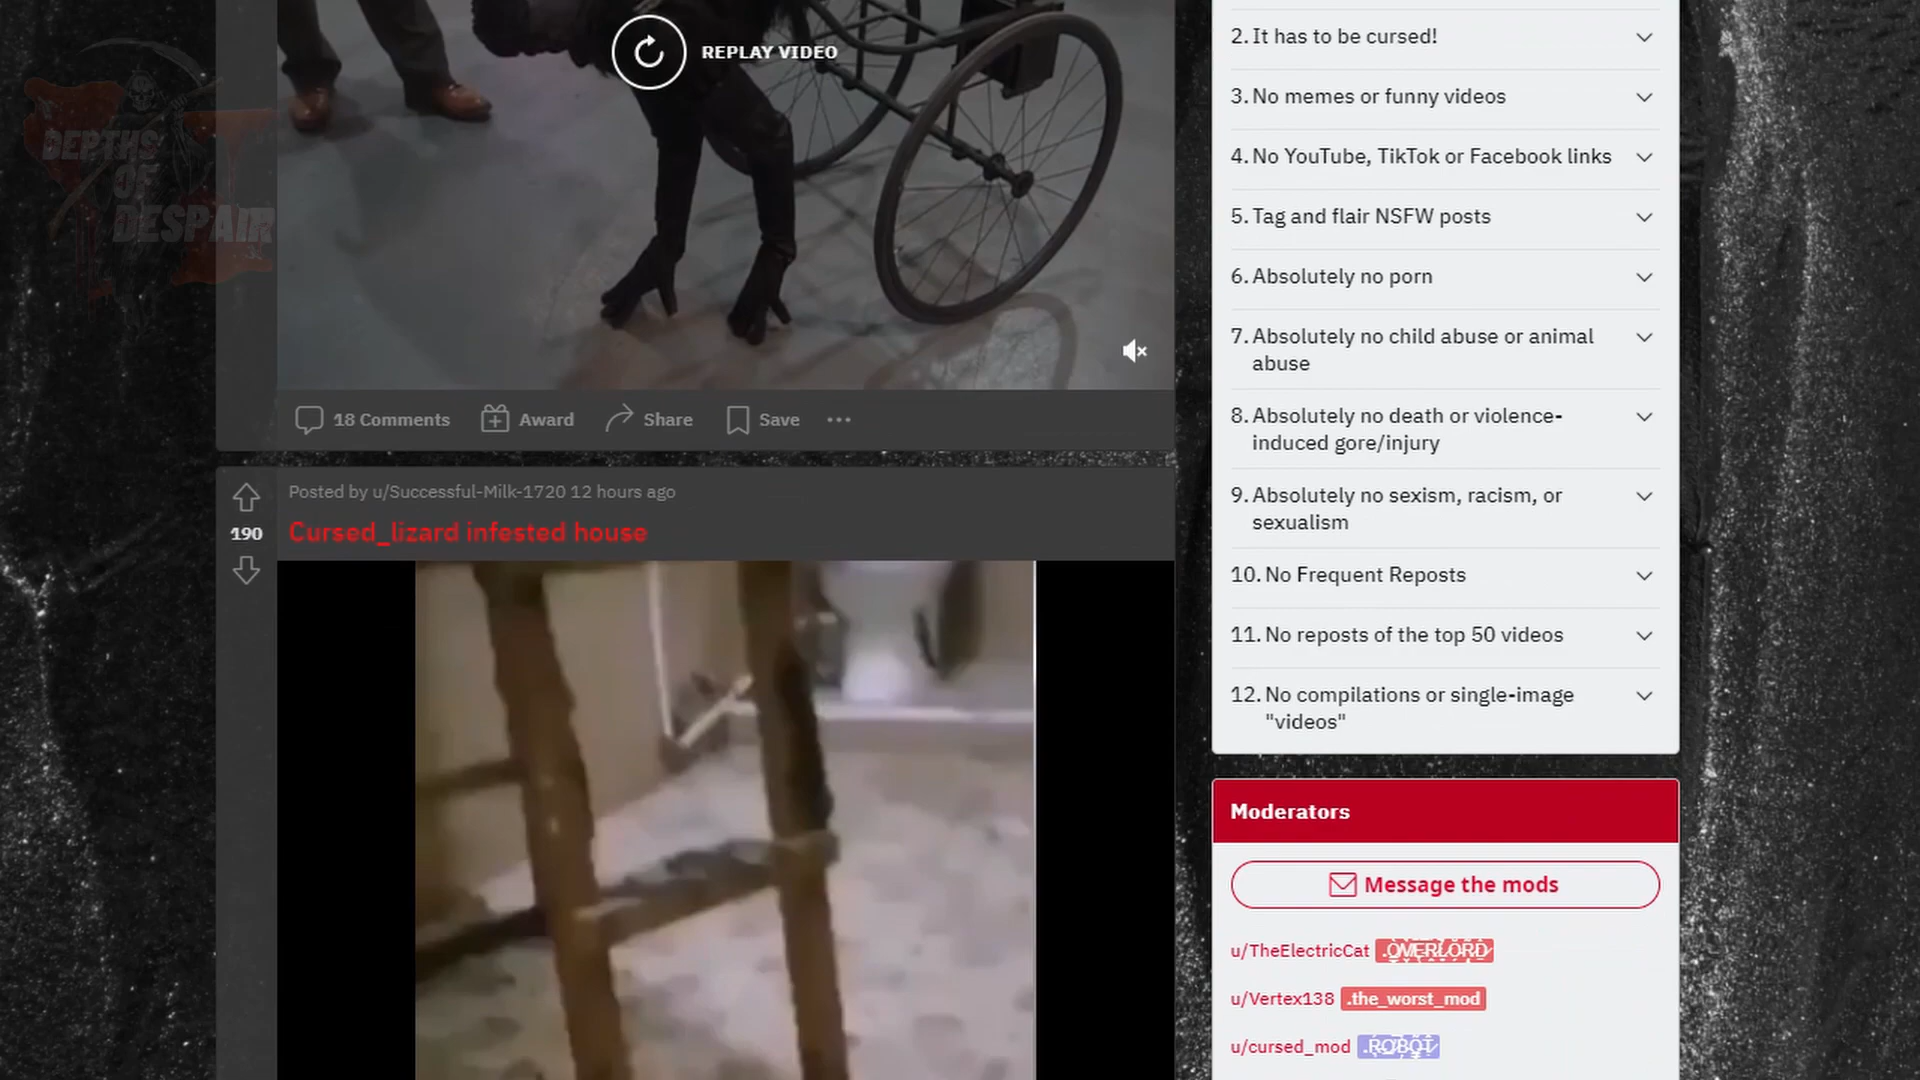 DEPTHS
OF
DESPAIR
REPLAY VIDEO
18 Comments
Award
Share
Save
Posted by u/Successful-Milk-1720 12 hours ago
190
Cursed_lizard infested house
2. It has to be cursed!
3. No memes or funny videos
4. No YouTube, TikTok or Facebook links
5. Tag and flair NSFW posts
6. Absolutely no porn
7. Absolutely no child abuse or animal
abuse
8. Absolutely no death or violence-
induced gore/injury
9. Absolutely no sexism, racism, or
sexualism
10. No Frequent Reposts
11. No reposts of the top 50 videos
12. No compilations or single-image
"videos"
Moderators
Message the mods
u/TheElectricCat .OVERLORD
u/Vertex138 .the_worst_mod
u/cursed_mod .ROBOT